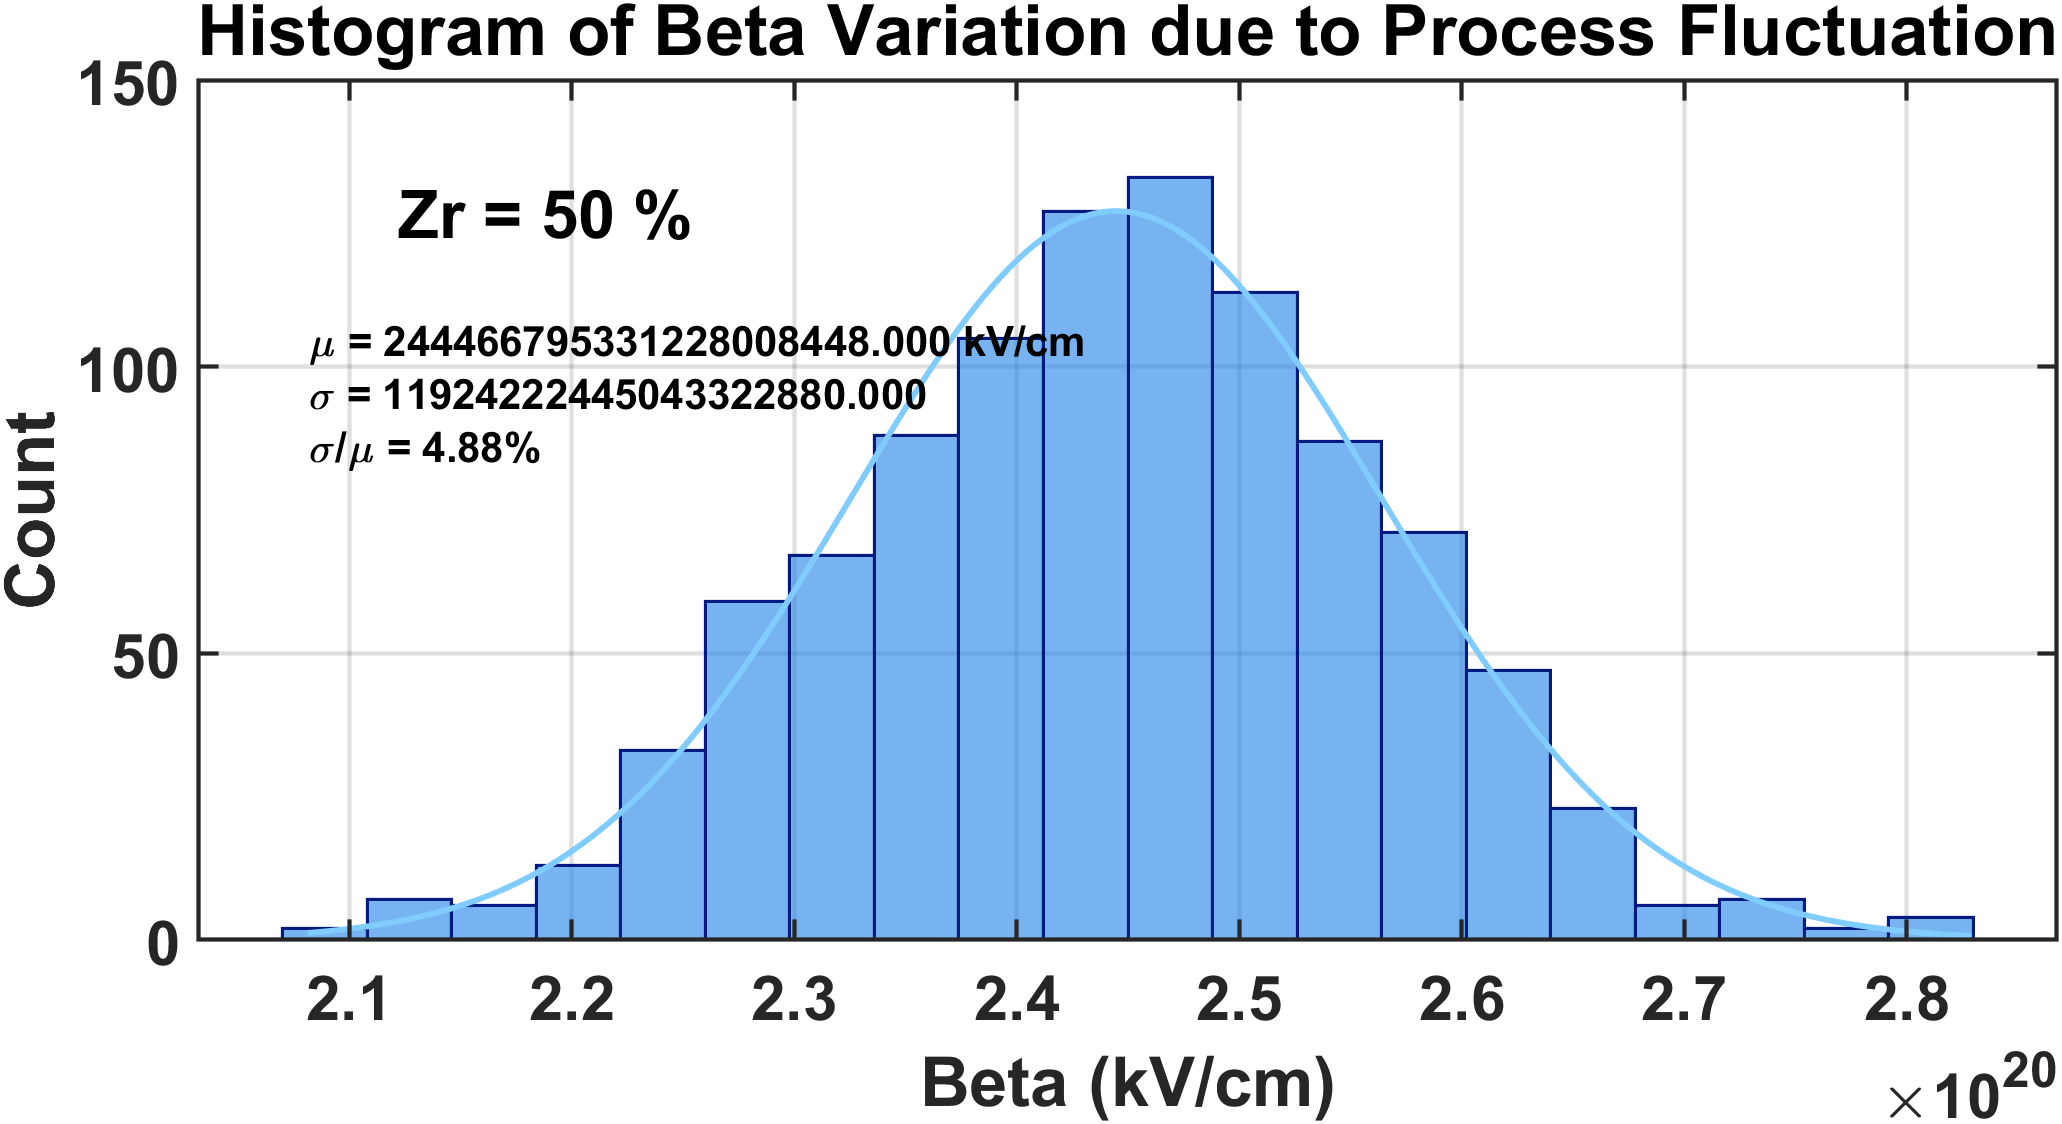 Histogram of Beta Variation due to Process Fluctuation
150
100
50
0
Count
Zr = 50 %
μ = 244466795331228008448.000 kV/cm
σ = 11924222445043322880.000
σ/μ = 4.88%
2.1 2.2 2.3 2.4 2.5 2.6 2.7 2.8
Beta (kV/cm)
×10²⁰